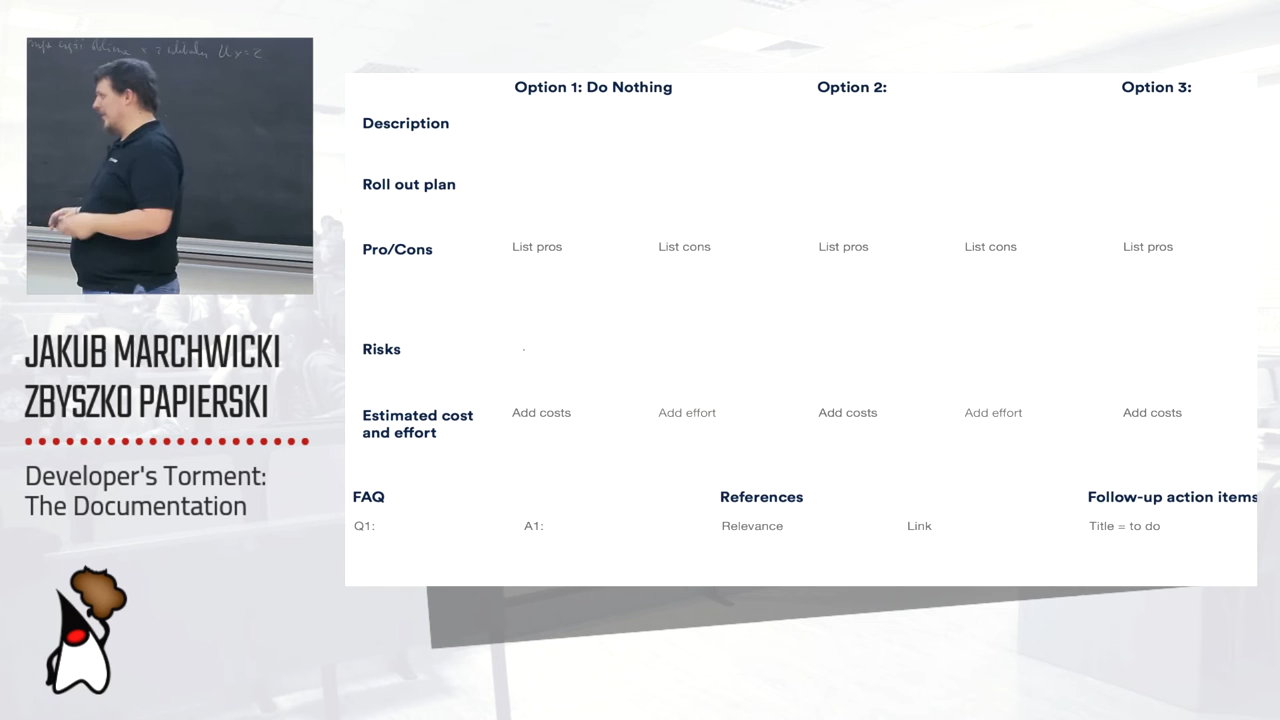 Option 1: Do Nothing Option 2: Option 3:
Description
Roll out plan
Pro/Cons List pros List cons List pros List cons List pros
Risks
Estimated cost and effort Add costs Add effort Add costs Add effort Add costs
FAQ References Follow-up action items
Q1: A1: Relevance Link Title = to do
JAKUB MARCHWICKI
ZBYSZKO PAPIERSKI
Developer's Torment:
The Documentation